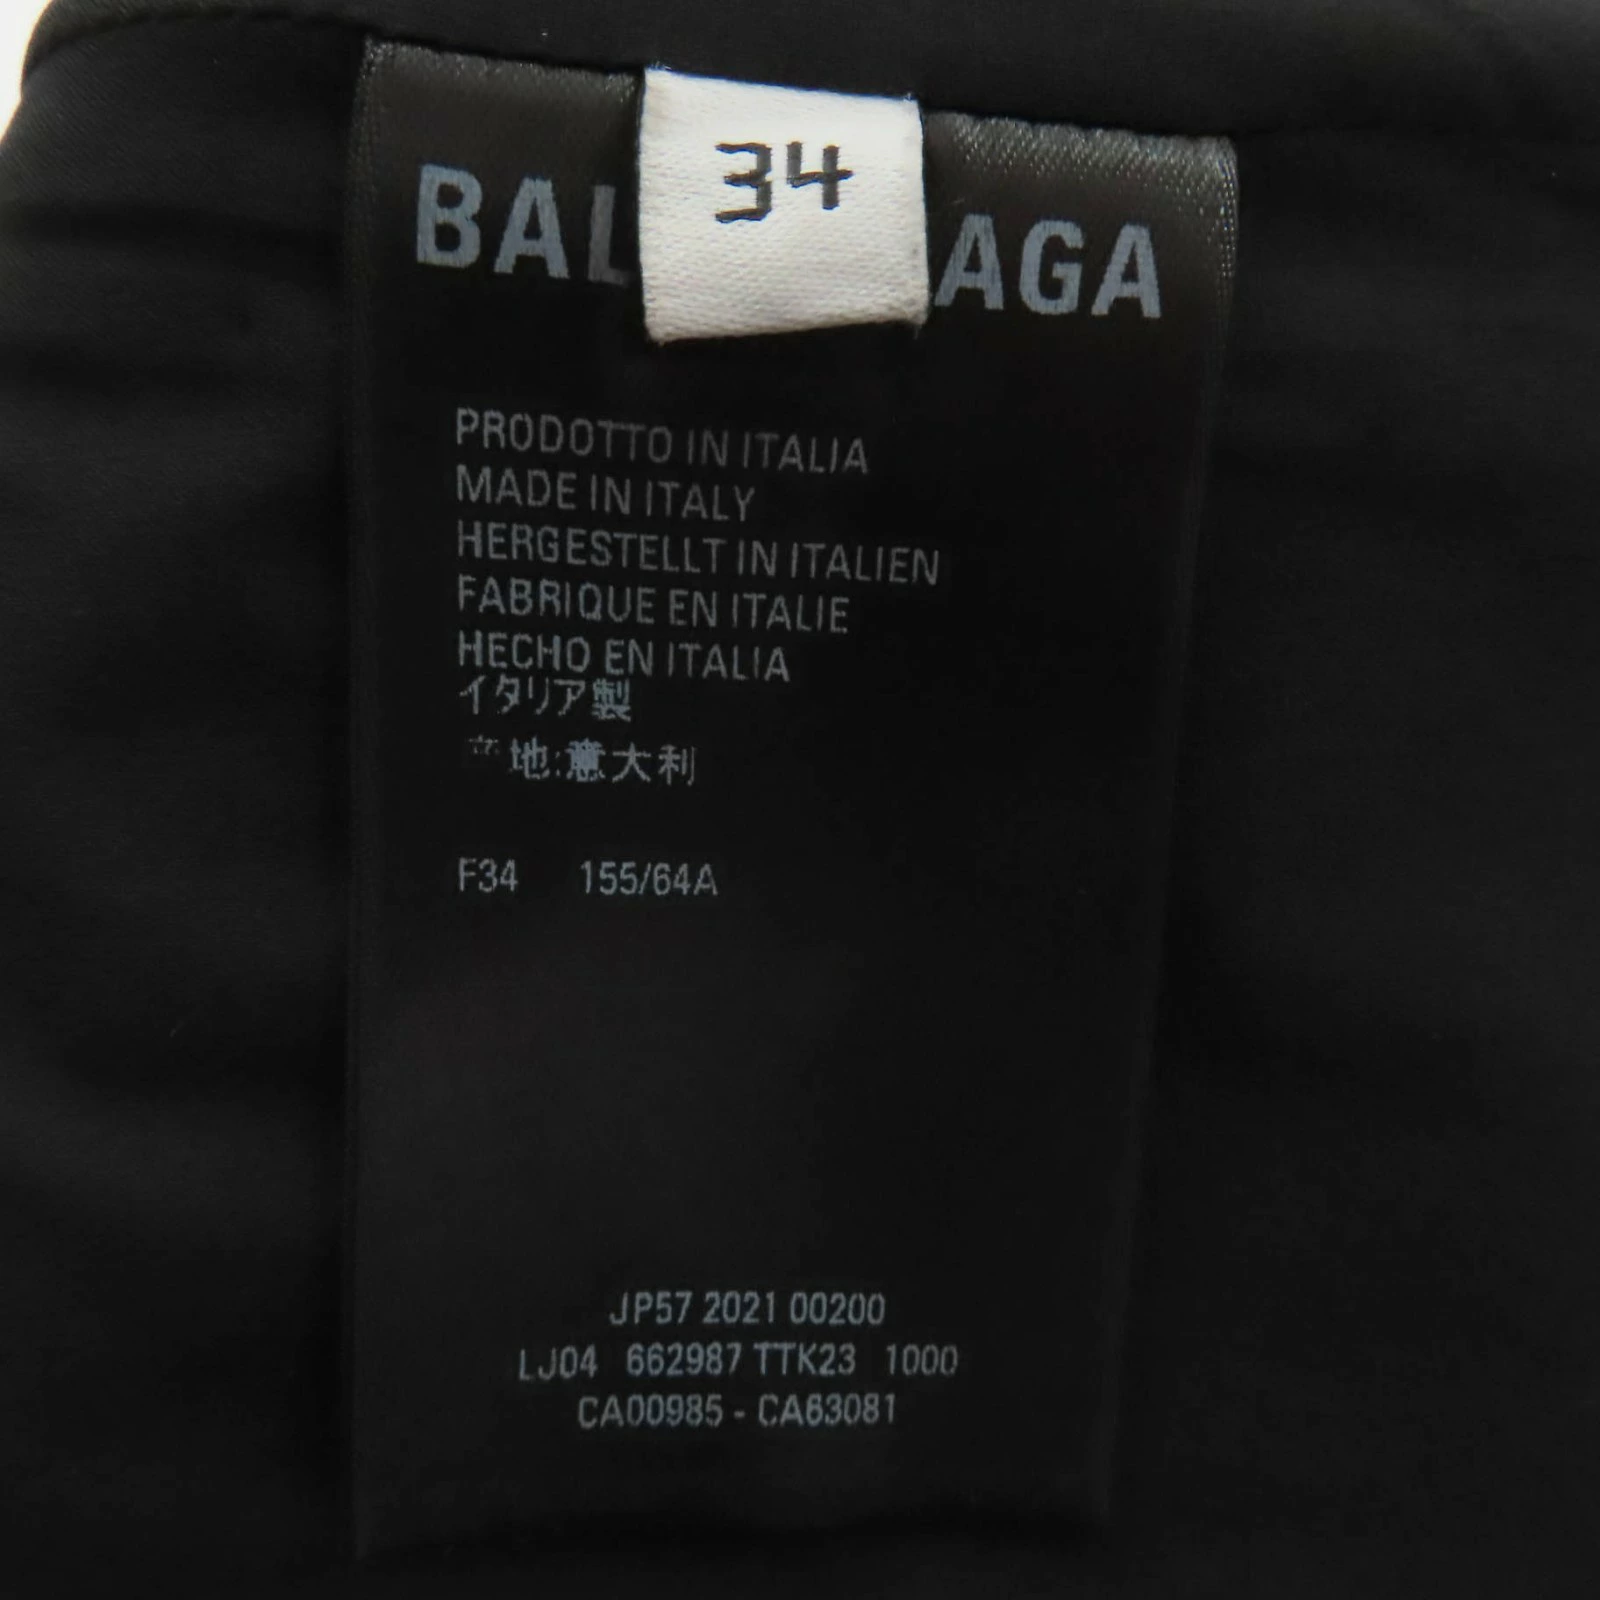 34
BAL AGA
PRODOTTO IN ITALIA
MADE IN ITALY
HERGESTELLT IN ITALIEN
FABRIQUE EN ITALIE
HECHO EN ITALIA
イタリア製
地:意大利
F34 155/64A
JP57 2021 00200
LJ04 662987 TTK23 1000
CA00985 - CA63081